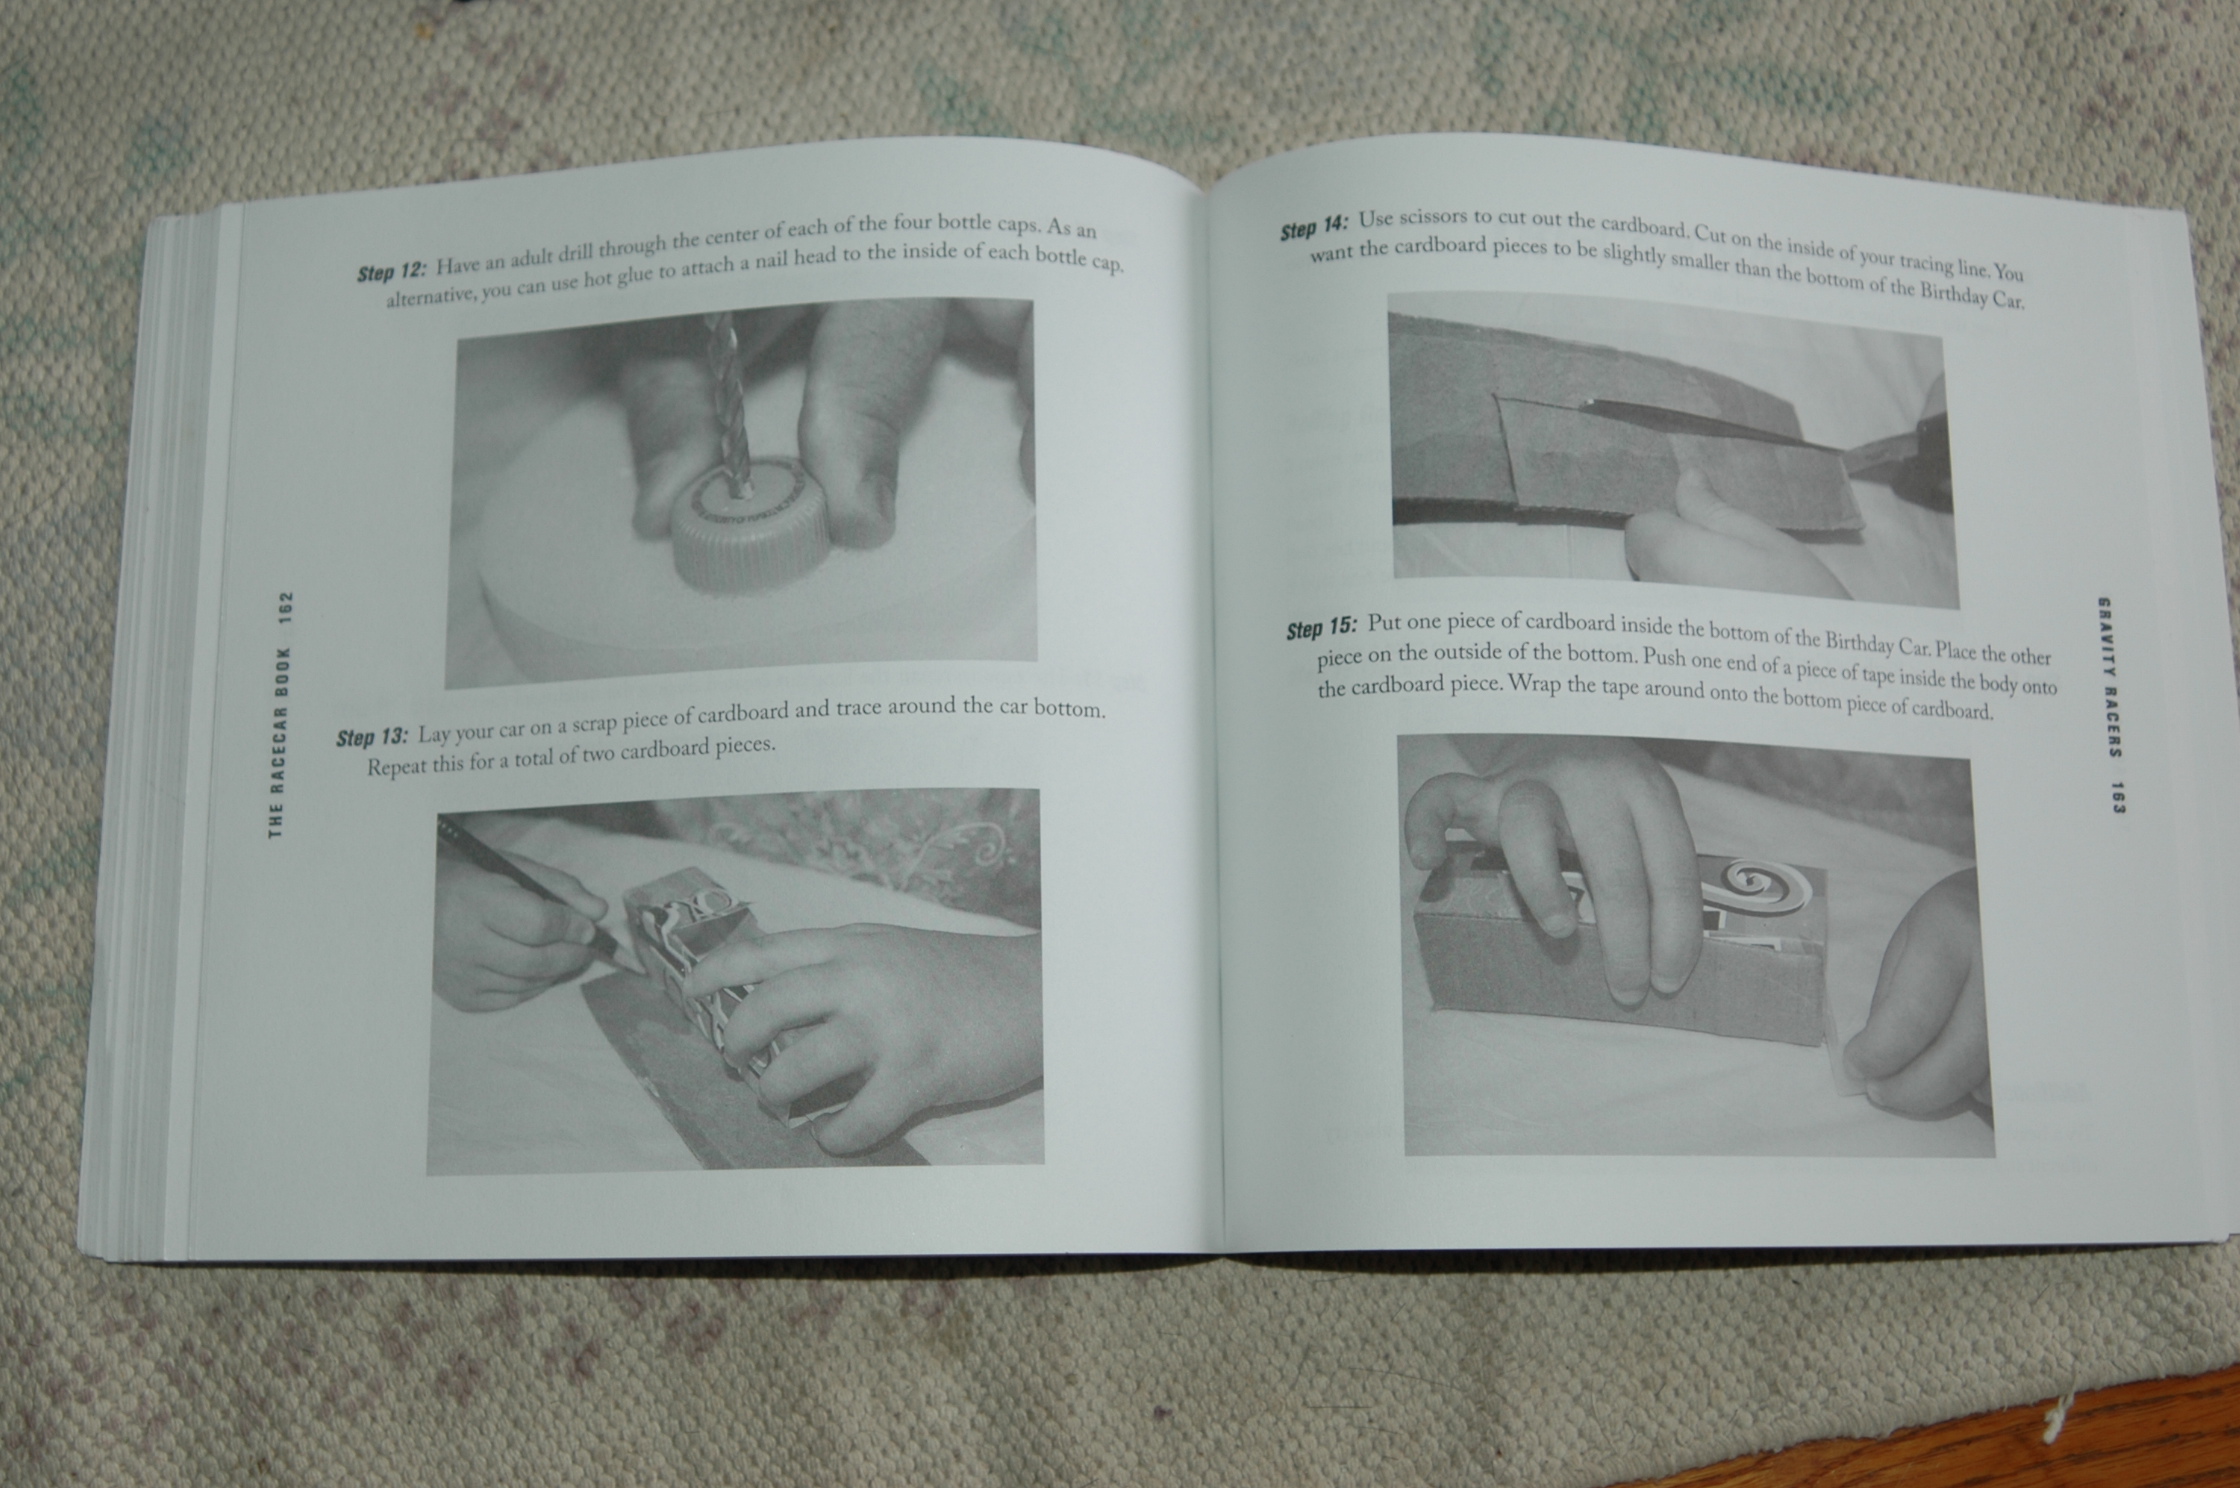 Step 12: Have an adult drill through the center of each of the four bottle caps. As an
alternative, you can use hot glue to attach a nail head to the inside of each bottle cap.
Step 13: Lay your car on a scrap piece of cardboard and trace around the car bottom.
Repeat this for a total of two cardboard pieces.
THE RACECAR BOOK 162
Step 14: Use scissors to cut out the cardboard. Cut on the inside of your tracing line. You
want the cardboard pieces to be slightly smaller than the bottom of the Birthday Car.
Step 15: Put one piece of cardboard inside the bottom of the Birthday Car. Place the other
piece on the outside of the bottom. Push one end of a piece of tape inside the body onto
the cardboard piece. Wrap the tape around onto the bottom piece of cardboard.
GRAVITY RACERS 163